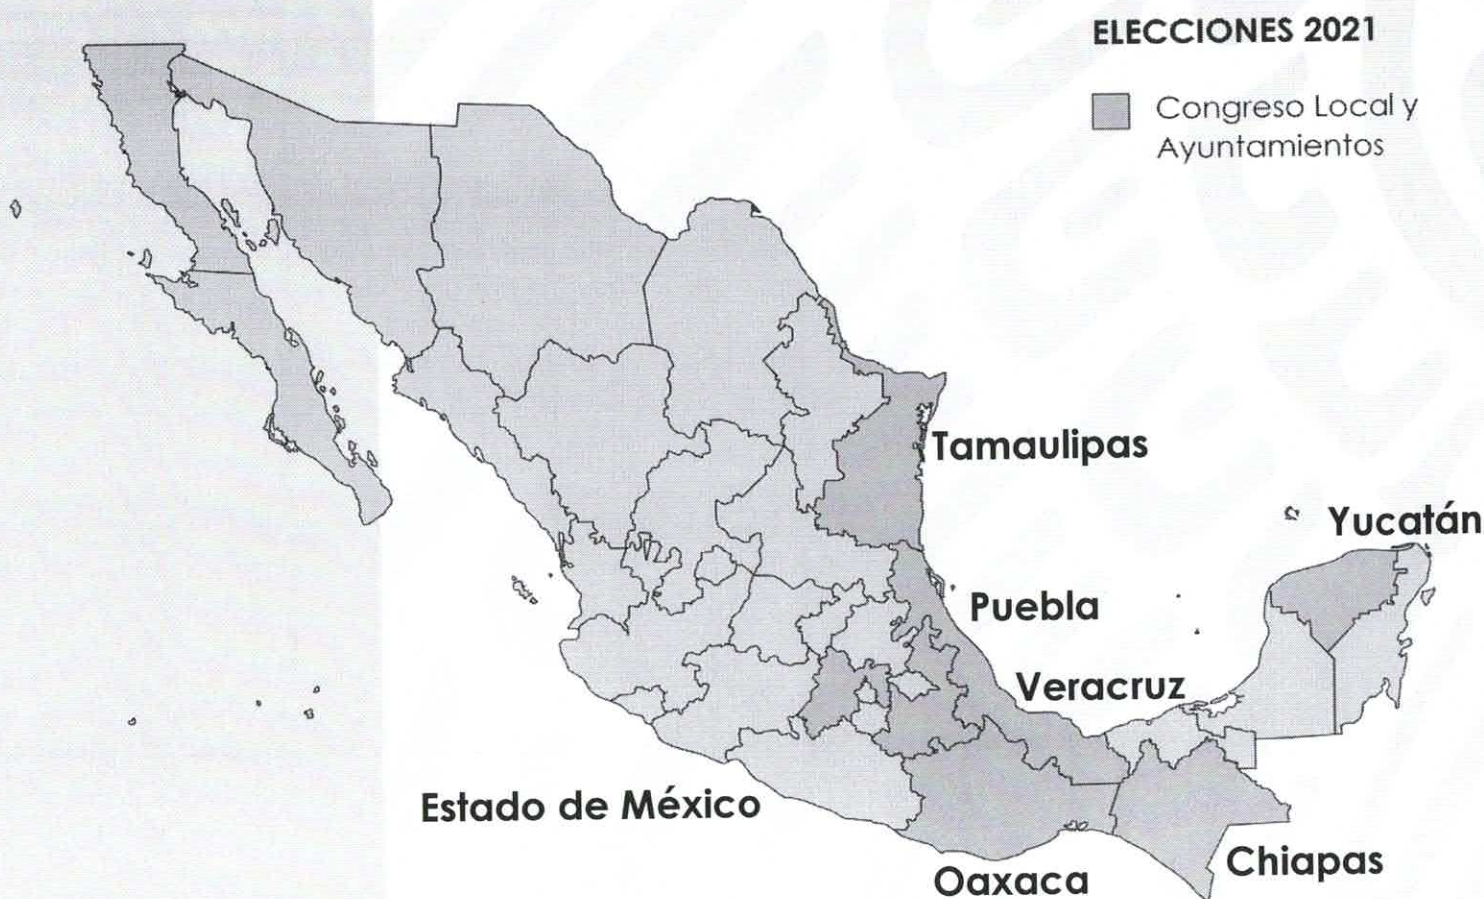 ELECCIONES 2021
Congreso Local y
Ayuntamientos
Tamaulipas
Yucatán
Puebla
Veracruz
Estado de México
Chiapas
Oaxaca